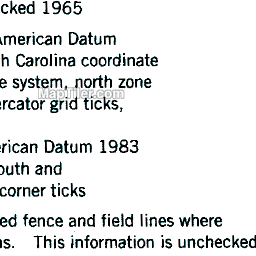 cked 1965
American Datum
h Carolina coordinate
e system, north zone
MapTiler.com
ercator grid ticks,
erican Datum 1983
outh and
corner ticks
ed fence and field lines where
ns. This information is unchecked